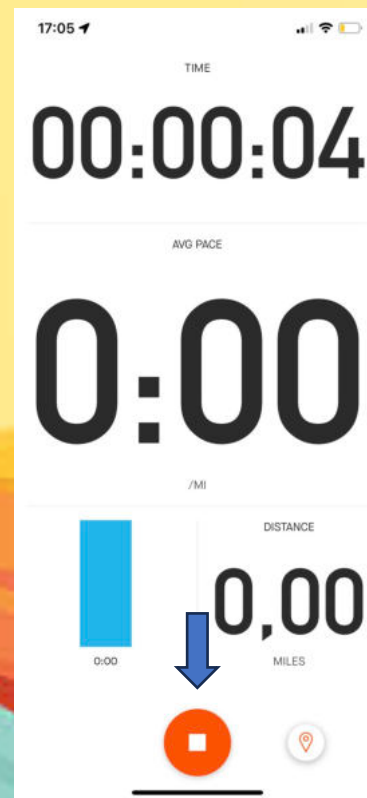 17:05
TIME
00:00:04
AVG PACE
0:00
/MI
DISTANCE
0,00
0:00
MILES